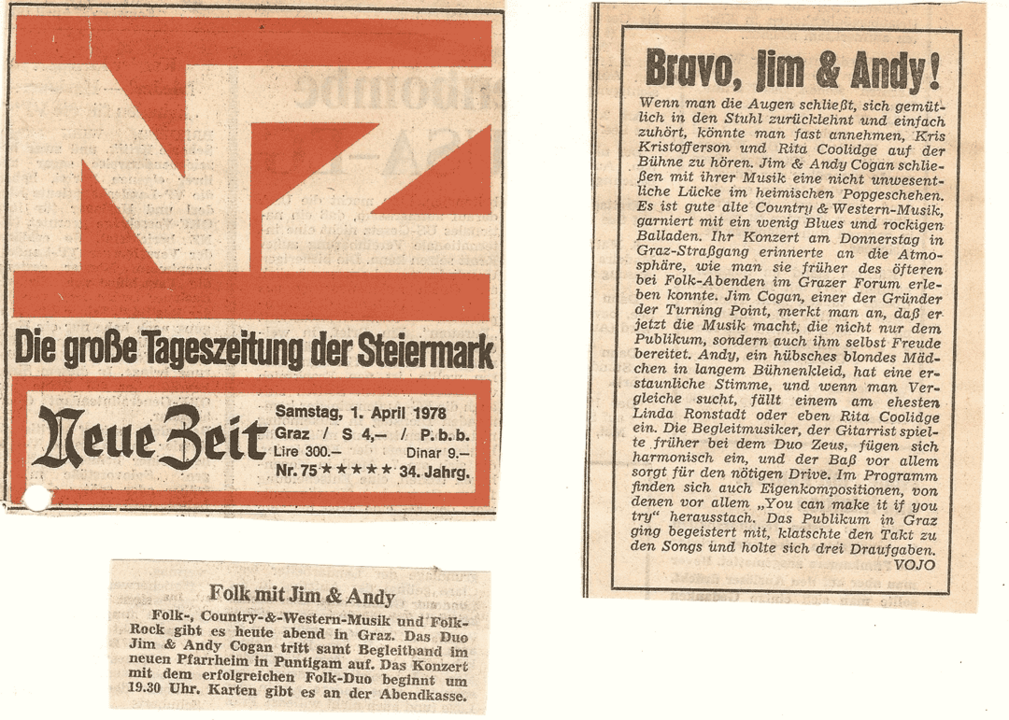 NZ
Die große Tageszeitung der Steiermark
Neue Zeit
Samstag, 1. April 1978
Graz / S 4,— / P. b. b.
Lire 300.— Dinar 9.—
Nr. 75 ★★★★★ 34. Jahrg.
Folk mit Jim & Andy
Folk-, Country-&-Western-Musik und Folk-
Rock gibt es heute abend in Graz. Das Duo
Jim & Andy Cogan tritt samt Begleitband im
neuen Pfarrheim in Puntigam auf. Das Konzert
mit dem erfolgreichen Folk-Duo beginnt um
19.30 Uhr. Karten gibt es an der Abendkasse.
Bravo, Jim & Andy!
Wenn man die Augen schließt, sich gemüt-
lich in den Stuhl zurücklehnt und einfach
zuhört, könnte man fast annehmen, Kris
Kristofferson und Rita Coolidge auf der
Bühne zu hören. Jim & Andy Cogan schlie-
ßen mit ihrer Musik eine nicht unwesent-
liche Lücke im heimischen Popgeschehen.
Es ist gute alte Country & Western-Musik,
garniert mit ein wenig Blues und rockigen
Balladen. Ihr Konzert am Donnerstag in
Graz-Straßgang erinnerte an die Atmo-
sphäre, wie man sie früher des öfteren
bei Folk-Abenden im Grazer Forum erle-
ben konnte. Jim Cogan, einer der Gründer
der Turning Point, merkt man an, daß er
jetzt die Musik macht, die nicht nur dem
Publikum, sondern auch ihm selbst Freude
bereitet. Andy, ein hübsches blondes Mäd-
chen in langem Bühnenkleid, hat eine er-
staunliche Stimme, und wenn man Ver-
gleiche sucht, fällt einem am ehesten
Linda Ronstadt oder eben Rita Coolidge
ein. Die Begleitmusiker, der Gitarrist spiel-
te früher bei dem Duo Zeus, fügen sich
harmonisch ein, und der Baß vor allem
sorgt für den nötigen Drive. Im Programm
finden sich auch Eigenkompositionen, von
denen vor allem „You can make it if you
try“ herausstach. Das Publikum in Graz
ging begeistert mit, klatschte den Takt zu
den Songs und holte sich drei Draufgaben.
VOJO